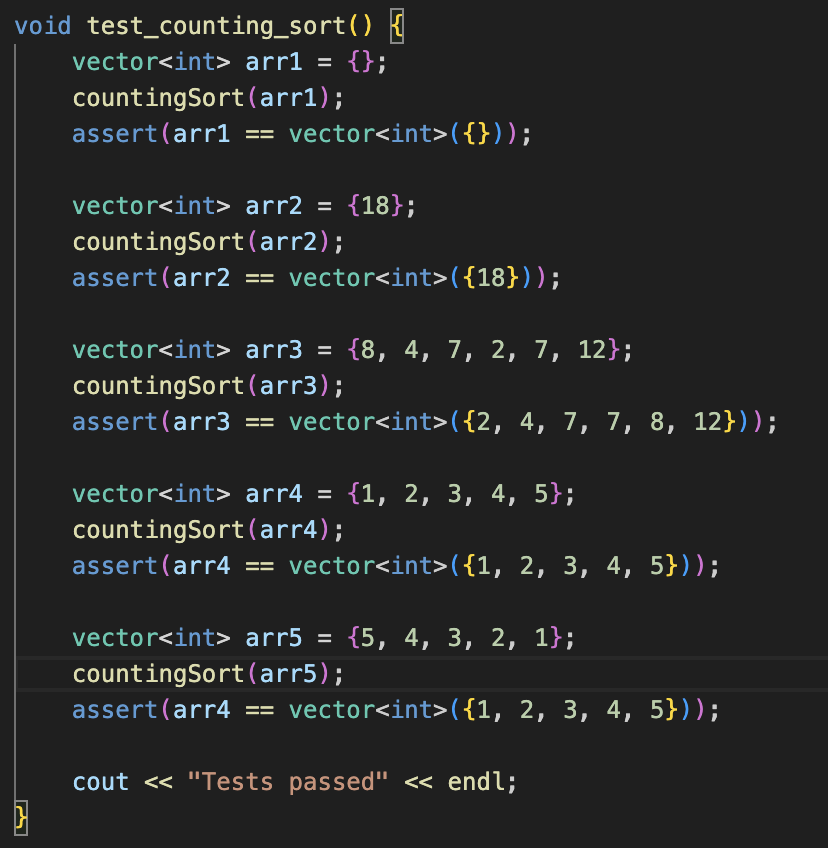 void test_counting_sort() {
    vector<int> arr1 = {};
    countingSort(arr1);
    assert(arr1 == vector<int>({}));

    vector<int> arr2 = {18};
    countingSort(arr2);
    assert(arr2 == vector<int>({18}));

    vector<int> arr3 = {8, 4, 7, 2, 7, 12};
    countingSort(arr3);
    assert(arr3 == vector<int>({2, 4, 7, 7, 8, 12}));

    vector<int> arr4 = {1, 2, 3, 4, 5};
    countingSort(arr4);
    assert(arr4 == vector<int>({1, 2, 3, 4, 5}));

    vector<int> arr5 = {5, 4, 3, 2, 1};
    countingSort(arr5);
    assert(arr4 == vector<int>({1, 2, 3, 4, 5}));

    cout << "Tests passed" << endl;
}